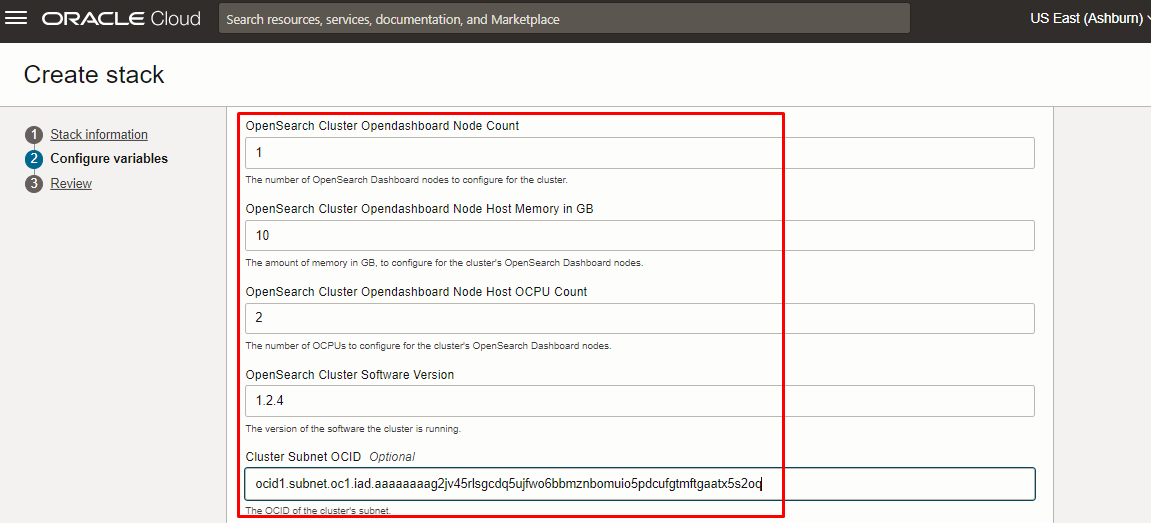 ORACLE Cloud
Search resources, services, documentation, and Marketplace
US East (Ashburn)
Create stack
1 Stack information
2 Configure variables
3 Review
OpenSearch Cluster Opendashboard Node Count
1
The number of OpenSearch Dashboard nodes to configure for the cluster.
OpenSearch Cluster Opendashboard Node Host Memory in GB
10
The amount of memory in GB, to configure for the cluster's OpenSearch Dashboard nodes.
OpenSearch Cluster Opendashboard Node Host OCPU Count
2
The number of OCPUs to configure for the cluster's OpenSearch Dashboard nodes.
OpenSearch Cluster Software Version
1.2.4
The version of the software the cluster is running.
Cluster Subnet OCID Optional
ocid1.subnet.oc1.iad.aaaaaaaag2jv45rlsgcdq5ujfwo6bbmznbomuio5pdcufgtmftgaatx5s2oq
The OCID of the cluster's subnet.